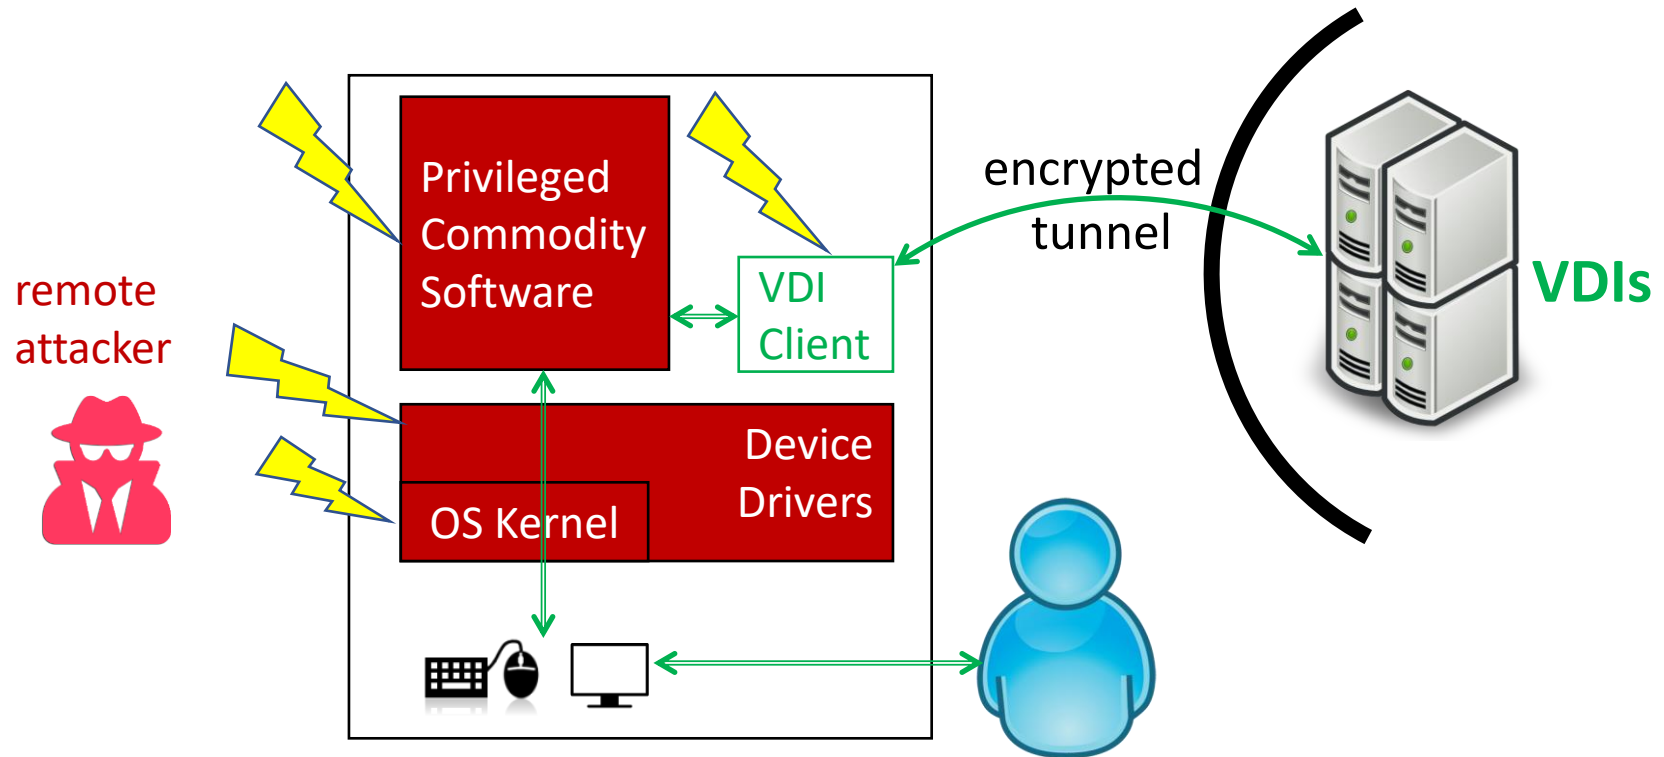 Privileged
Commodity
Software
encrypted
tunnel
VDI
Client
VDIs
remote
attacker
Device
Drivers
OS Kernel